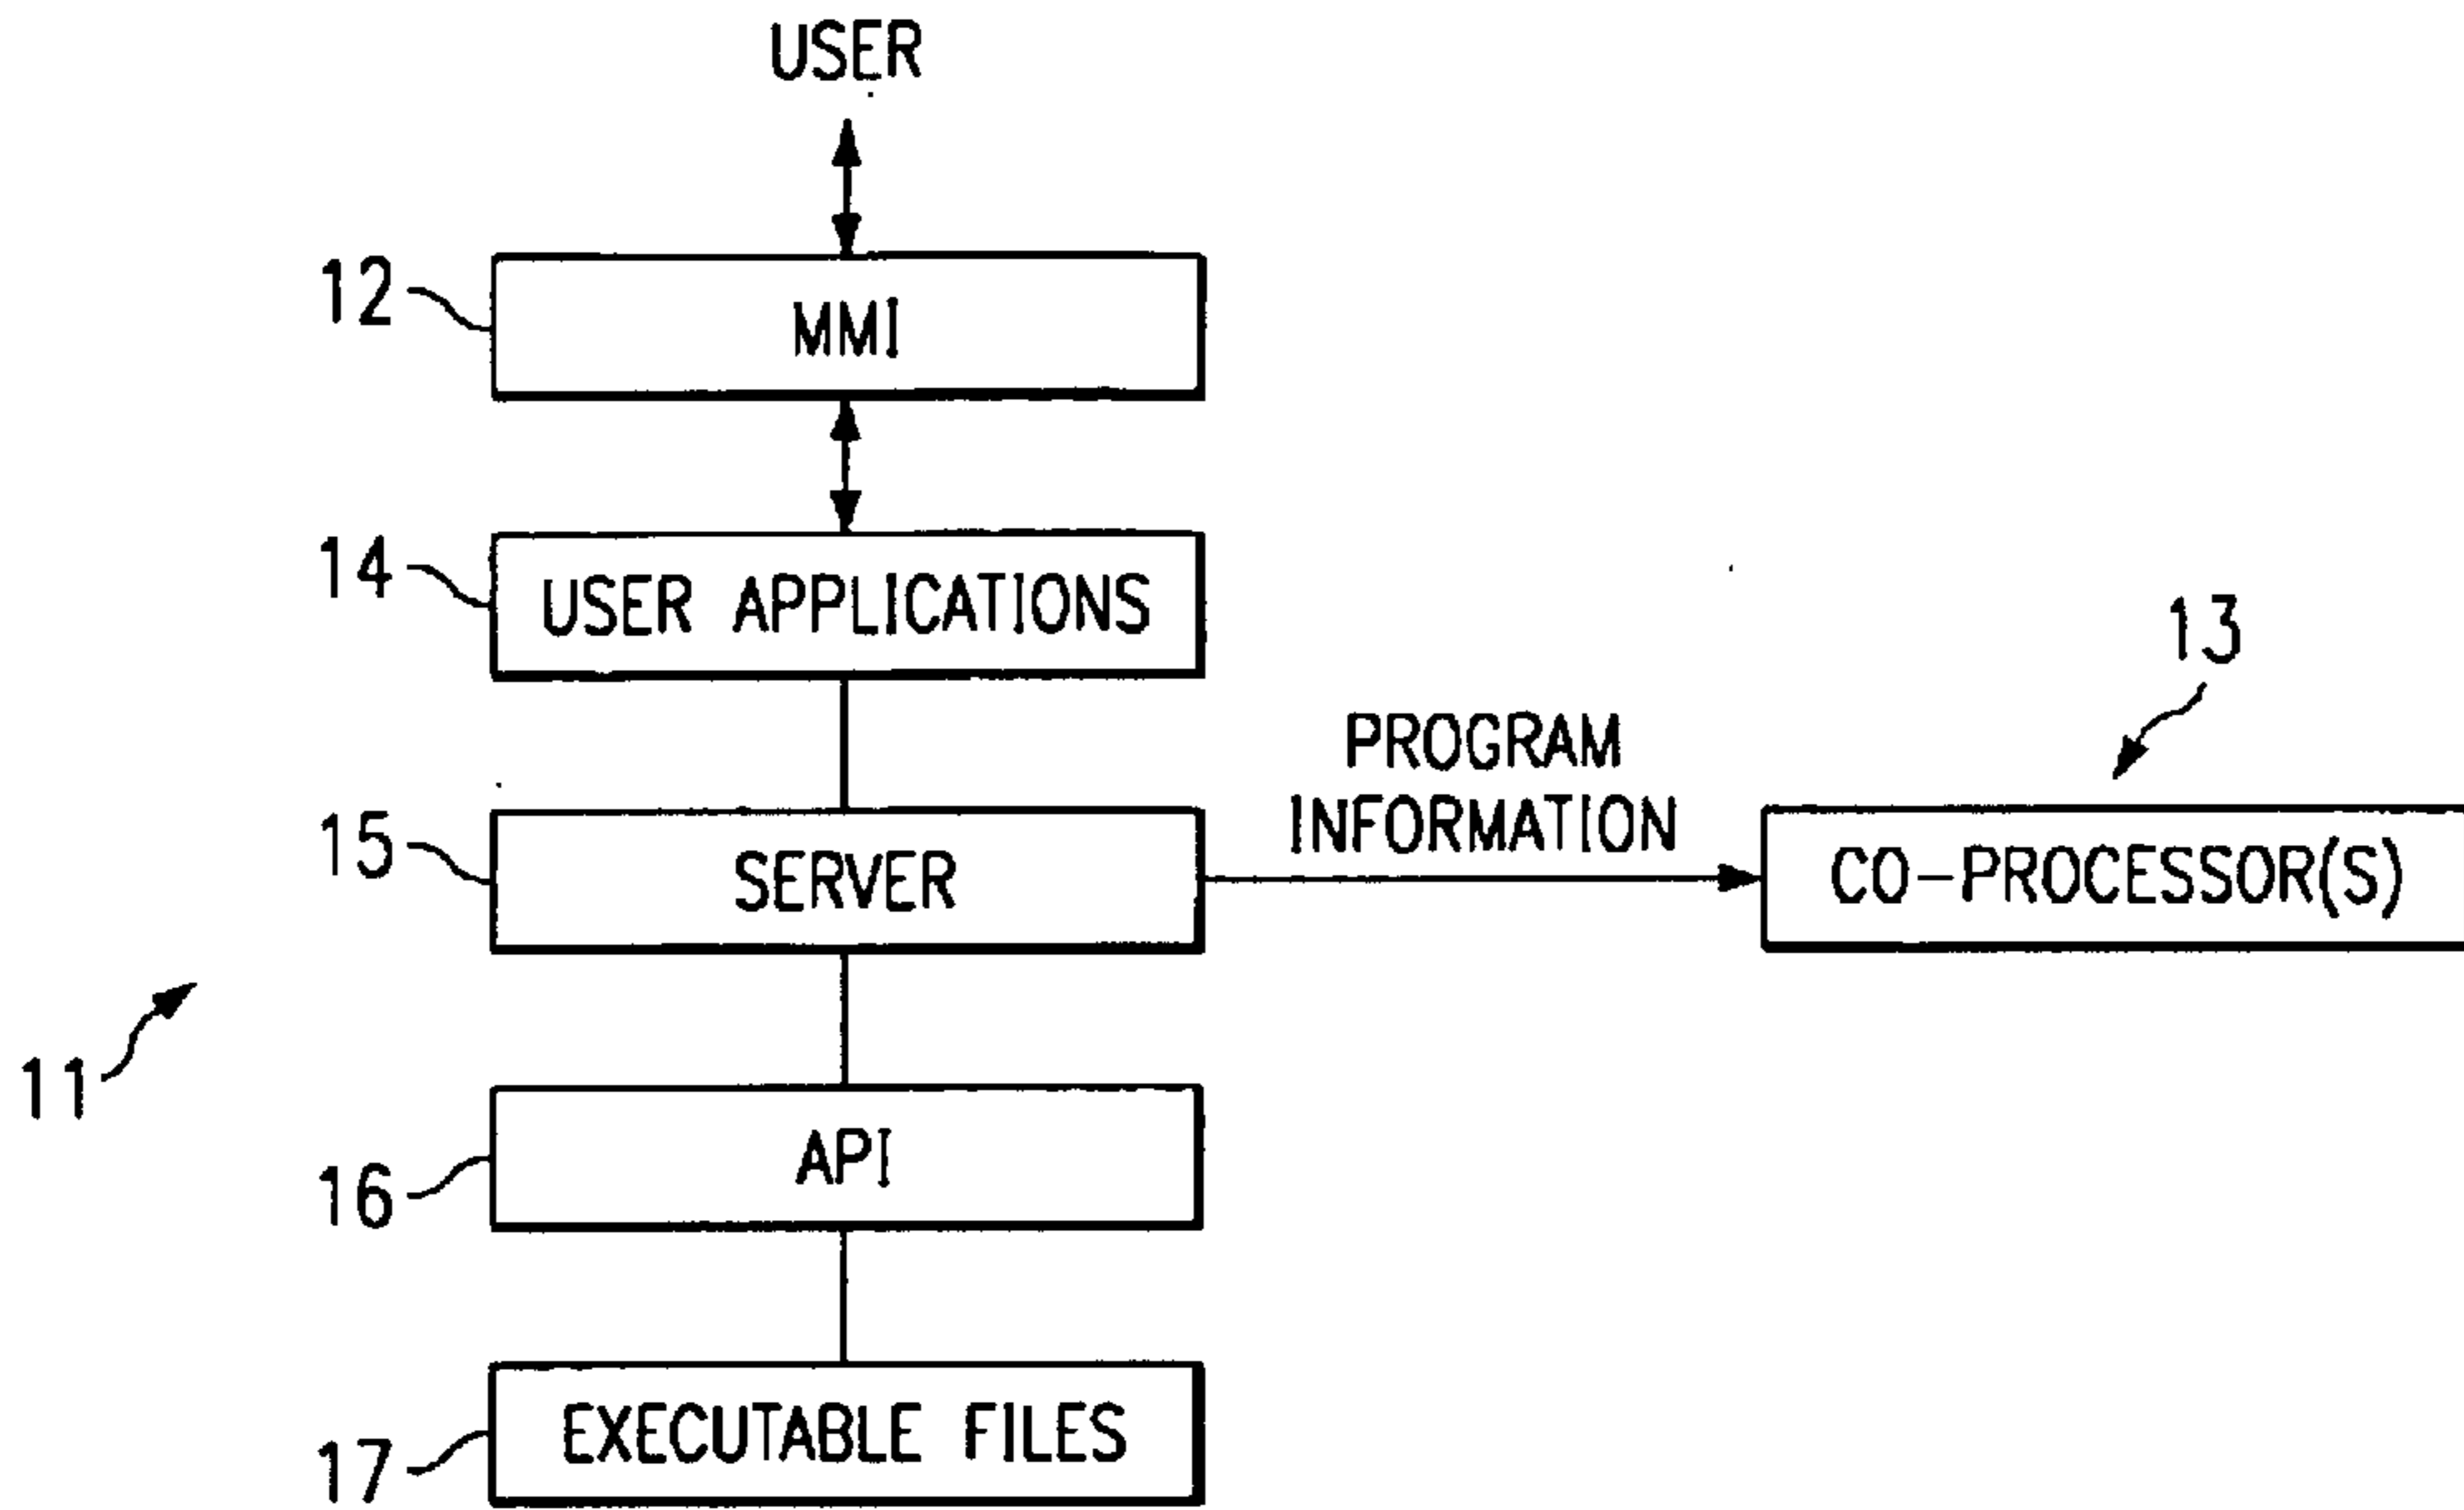 USER
12
MMI
14
USER APPLICATIONS
13
PROGRAM
INFORMATION
15
SERVER
CO-PROCESSOR(S)
11
16
API
17
EXECUTABLE FILES